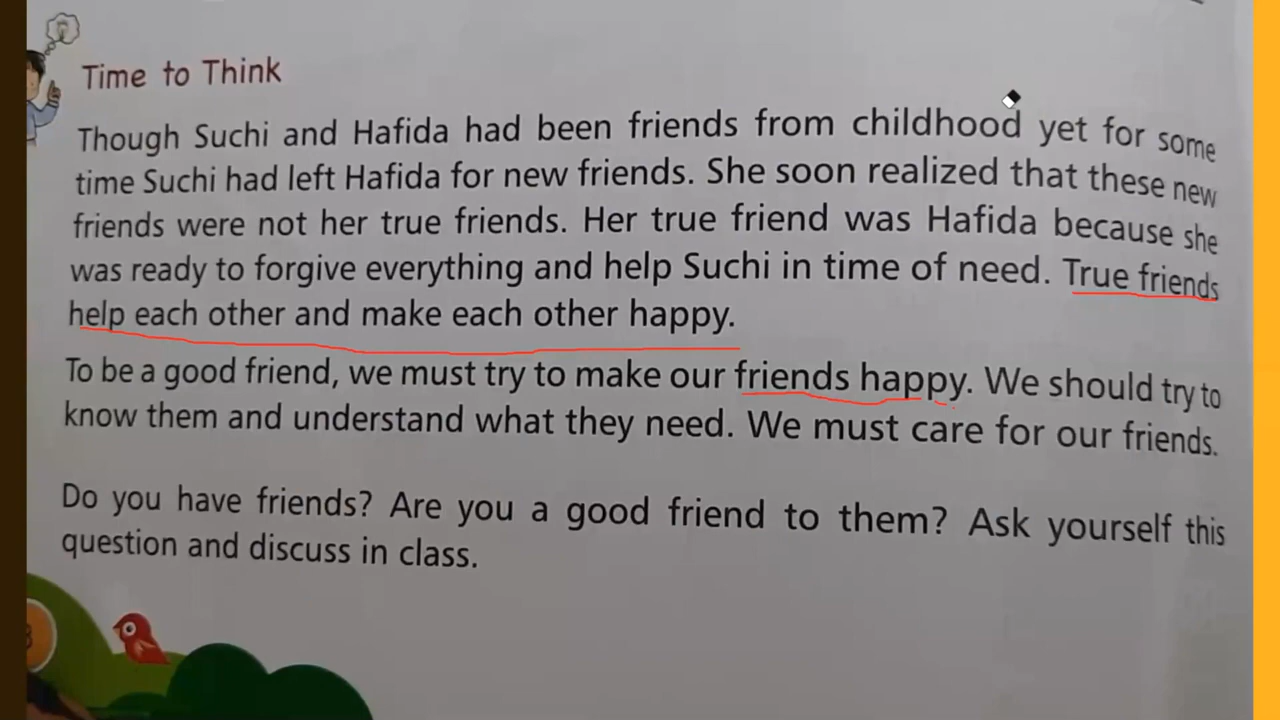 Time to Think
Though Suchi and Hafida had been friends from childhood yet for some
time Suchi had left Hafida for new friends. She soon realized that these new
friends were not her true friends. Her true friend was Hafida because she
was ready to forgive everything and help Suchi in time of need. True friends
help each other and make each other happy.
To be a good friend, we must try to make our friends happy. We should try to
know them and understand what they need. We must care for our friends.
Do you have friends? Are you a good friend to them? Ask yourself this
question and discuss in class.